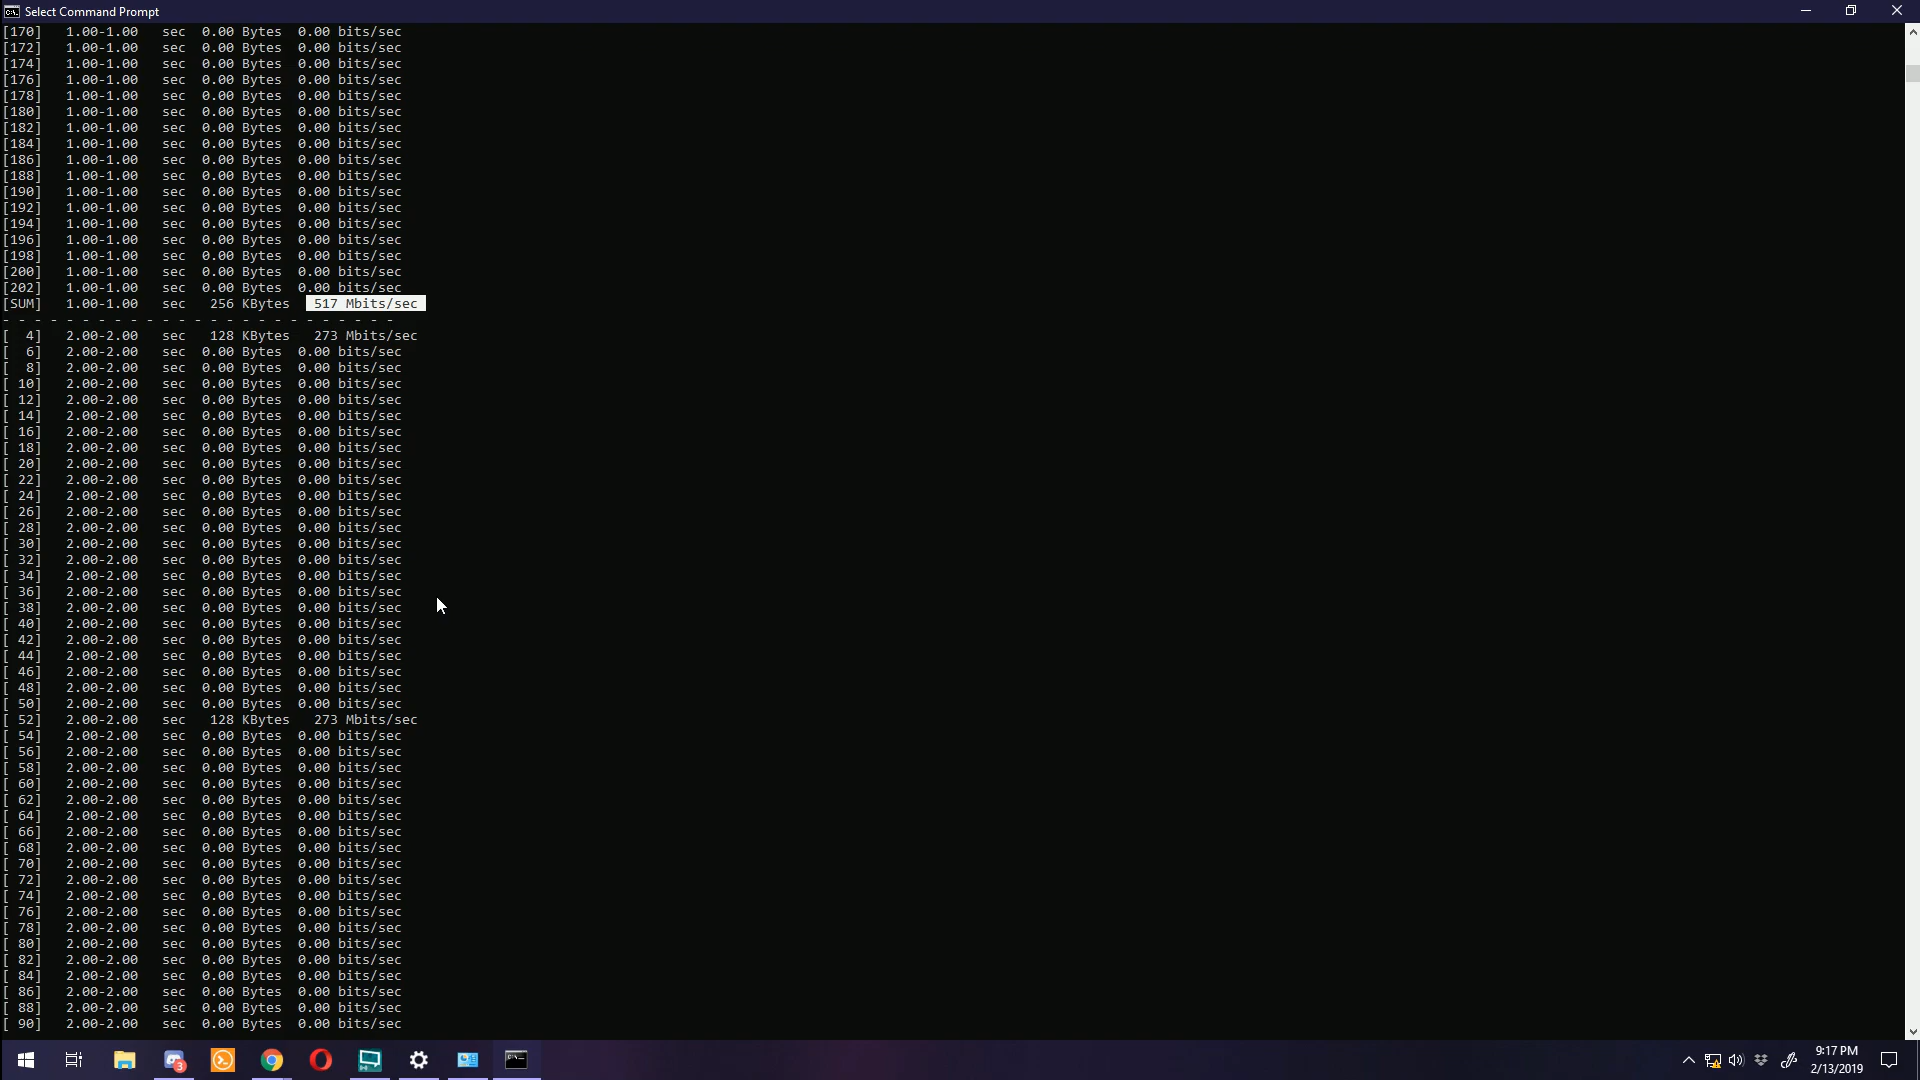 Select Command Prompt
[170]   1.00-1.00   sec  0.00 Bytes  0.00 bits/sec
[172]   1.00-1.00   sec  0.00 Bytes  0.00 bits/sec
[174]   1.00-1.00   sec  0.00 Bytes  0.00 bits/sec
[176]   1.00-1.00   sec  0.00 Bytes  0.00 bits/sec
[178]   1.00-1.00   sec  0.00 Bytes  0.00 bits/sec
[180]   1.00-1.00   sec  0.00 Bytes  0.00 bits/sec
[182]   1.00-1.00   sec  0.00 Bytes  0.00 bits/sec
[184]   1.00-1.00   sec  0.00 Bytes  0.00 bits/sec
[186]   1.00-1.00   sec  0.00 Bytes  0.00 bits/sec
[188]   1.00-1.00   sec  0.00 Bytes  0.00 bits/sec
[190]   1.00-1.00   sec  0.00 Bytes  0.00 bits/sec
[192]   1.00-1.00   sec  0.00 Bytes  0.00 bits/sec
[194]   1.00-1.00   sec  0.00 Bytes  0.00 bits/sec
[196]   1.00-1.00   sec  0.00 Bytes  0.00 bits/sec
[198]   1.00-1.00   sec  0.00 Bytes  0.00 bits/sec
[200]   1.00-1.00   sec  0.00 Bytes  0.00 bits/sec
[202]   1.00-1.00   sec  0.00 Bytes  0.00 bits/sec
[SUM]   1.00-1.00   sec   256 KBytes   517 Mbits/sec
- - - - - - - - - - - - - - - - - - - - - - - - -
[  4]   2.00-2.00   sec   128 KBytes   273 Mbits/sec
[  6]   2.00-2.00   sec  0.00 Bytes  0.00 bits/sec
[  8]   2.00-2.00   sec  0.00 Bytes  0.00 bits/sec
[ 10]   2.00-2.00   sec  0.00 Bytes  0.00 bits/sec
[ 12]   2.00-2.00   sec  0.00 Bytes  0.00 bits/sec
[ 14]   2.00-2.00   sec  0.00 Bytes  0.00 bits/sec
[ 16]   2.00-2.00   sec  0.00 Bytes  0.00 bits/sec
[ 18]   2.00-2.00   sec  0.00 Bytes  0.00 bits/sec
[ 20]   2.00-2.00   sec  0.00 Bytes  0.00 bits/sec
[ 22]   2.00-2.00   sec  0.00 Bytes  0.00 bits/sec
[ 24]   2.00-2.00   sec  0.00 Bytes  0.00 bits/sec
[ 26]   2.00-2.00   sec  0.00 Bytes  0.00 bits/sec
[ 28]   2.00-2.00   sec  0.00 Bytes  0.00 bits/sec
[ 30]   2.00-2.00   sec  0.00 Bytes  0.00 bits/sec
[ 32]   2.00-2.00   sec  0.00 Bytes  0.00 bits/sec
[ 34]   2.00-2.00   sec  0.00 Bytes  0.00 bits/sec
[ 36]   2.00-2.00   sec  0.00 Bytes  0.00 bits/sec
[ 38]   2.00-2.00   sec  0.00 Bytes  0.00 bits/sec
[ 40]   2.00-2.00   sec  0.00 Bytes  0.00 bits/sec
[ 42]   2.00-2.00   sec  0.00 Bytes  0.00 bits/sec
[ 44]   2.00-2.00   sec  0.00 Bytes  0.00 bits/sec
[ 46]   2.00-2.00   sec  0.00 Bytes  0.00 bits/sec
[ 48]   2.00-2.00   sec  0.00 Bytes  0.00 bits/sec
[ 50]   2.00-2.00   sec  0.00 Bytes  0.00 bits/sec
[ 52]   2.00-2.00   sec   128 KBytes   273 Mbits/sec
[ 54]   2.00-2.00   sec  0.00 Bytes  0.00 bits/sec
[ 56]   2.00-2.00   sec  0.00 Bytes  0.00 bits/sec
[ 58]   2.00-2.00   sec  0.00 Bytes  0.00 bits/sec
[ 60]   2.00-2.00   sec  0.00 Bytes  0.00 bits/sec
[ 62]   2.00-2.00   sec  0.00 Bytes  0.00 bits/sec
[ 64]   2.00-2.00   sec  0.00 Bytes  0.00 bits/sec
[ 66]   2.00-2.00   sec  0.00 Bytes  0.00 bits/sec
[ 68]   2.00-2.00   sec  0.00 Bytes  0.00 bits/sec
[ 70]   2.00-2.00   sec  0.00 Bytes  0.00 bits/sec
[ 72]   2.00-2.00   sec  0.00 Bytes  0.00 bits/sec
[ 74]   2.00-2.00   sec  0.00 Bytes  0.00 bits/sec
[ 76]   2.00-2.00   sec  0.00 Bytes  0.00 bits/sec
[ 78]   2.00-2.00   sec  0.00 Bytes  0.00 bits/sec
[ 80]   2.00-2.00   sec  0.00 Bytes  0.00 bits/sec
[ 82]   2.00-2.00   sec  0.00 Bytes  0.00 bits/sec
[ 84]   2.00-2.00   sec  0.00 Bytes  0.00 bits/sec
[ 86]   2.00-2.00   sec  0.00 Bytes  0.00 bits/sec
[ 88]   2.00-2.00   sec  0.00 Bytes  0.00 bits/sec
[ 90]   2.00-2.00   sec  0.00 Bytes  0.00 bits/sec
3
9:17 PM
2/13/2019